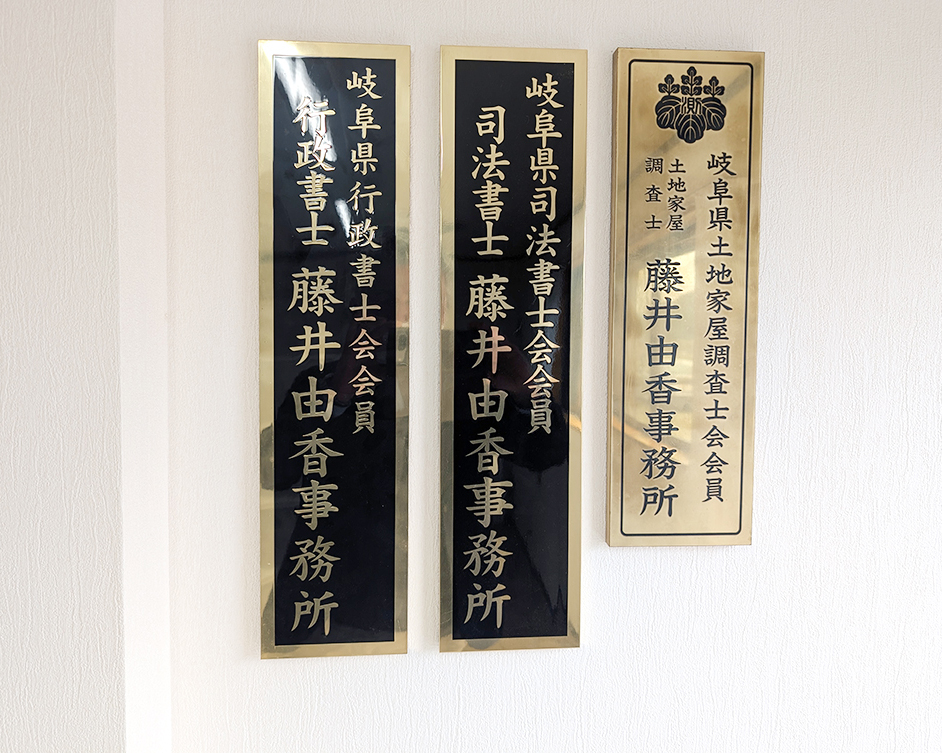 岐阜県土地家屋調査士会会員
測
土地家屋
調査士
藤井由香事務所
岐阜県司法書士会会員
司法書士 藤井由香事務所
岐阜県行政書士会会員
行政書士 藤井由香事務所